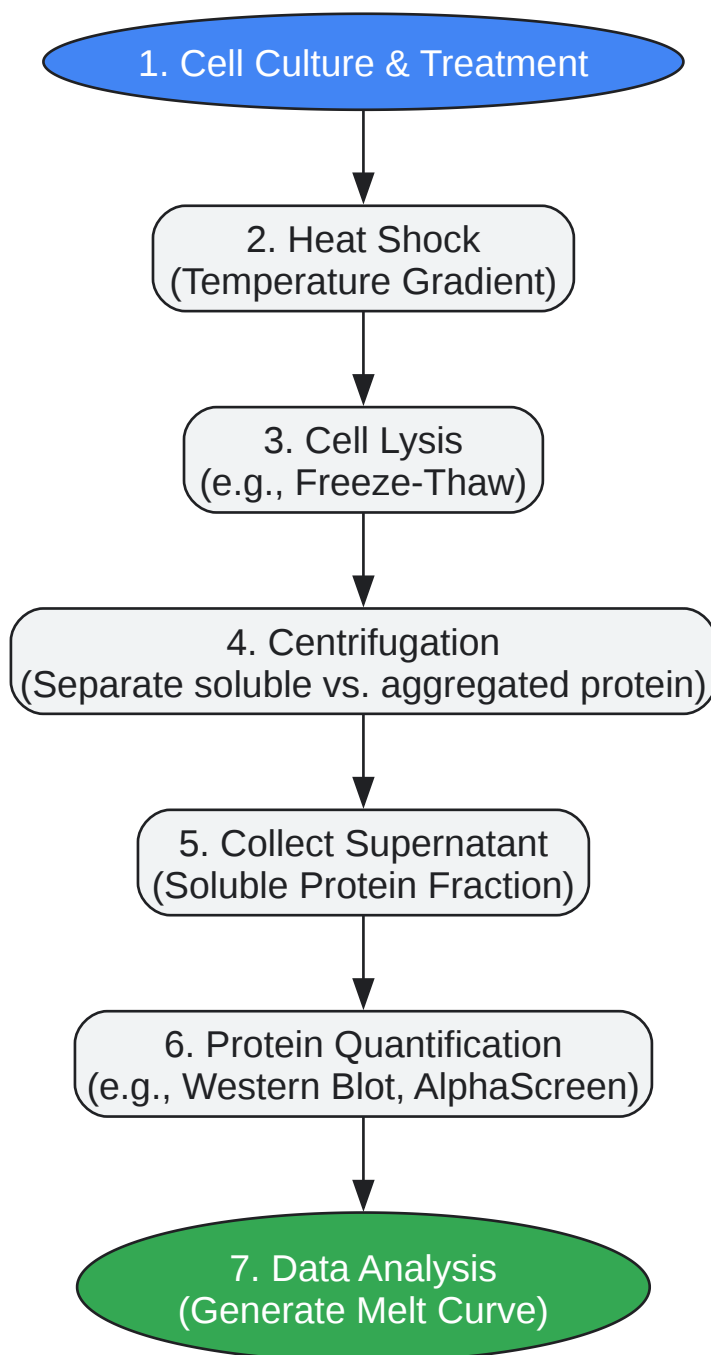 1. Cell Culture & Treatment
2. Heat Shock
(Temperature Gradient)
3. Cell Lysis
(e.g., Freeze-Thaw)
4. Centrifugation
(Separate soluble vs. aggregated protein)
5. Collect Supernatant
(Soluble Protein Fraction)
6. Protein Quantification
(e.g., Western Blot, AlphaScreen)
7. Data Analysis
(Generate Melt Curve)